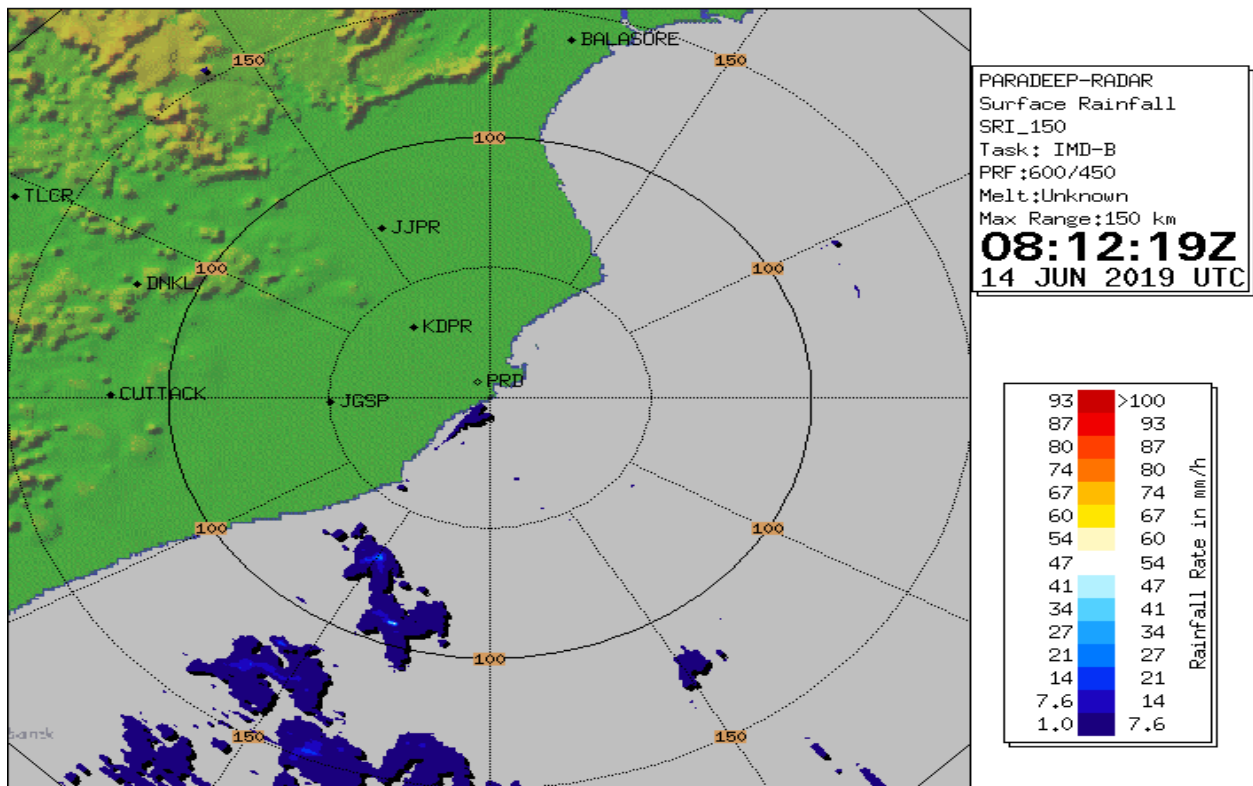 BALASORE
150
150
100
TLCR
JJPR
100
100
DNKL
KDPR
PRD
CUTTACK
JGSP
100
100
100
150
150
PARADEEP-RADAR
Surface Rainfall
SRI_150
Task: IMD-B
PRF:600/450
Melt:Unknown
Max Range:150 km
08:12:19Z
14 JUN 2019 UTC
93 >100
87 93
80 87
74 80
67 74
60 67
54 60
47 54
41 47
34 41
27 34
21 27
14 21
7.6 14
1.0 7.6
Rainfall Rate in mm/h